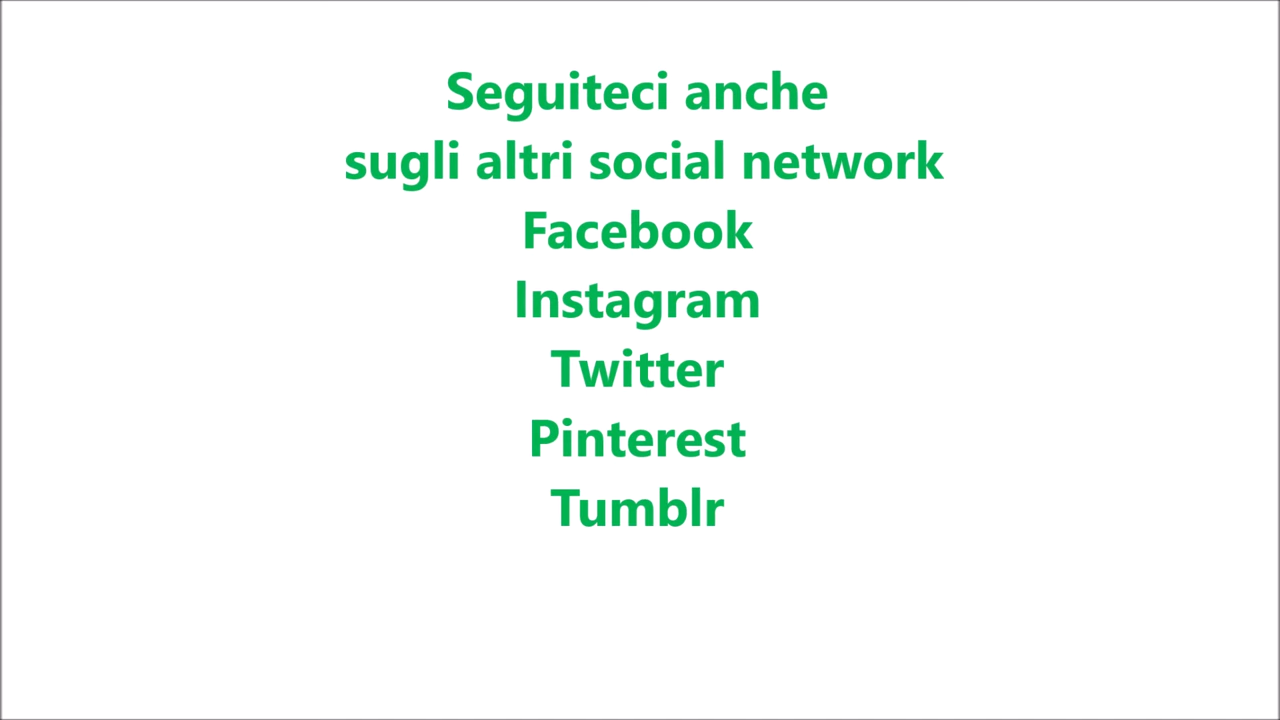 Seguiteci anche
sugli altri social network
Facebook
Instagram
Twitter
Pinterest
Tumblr